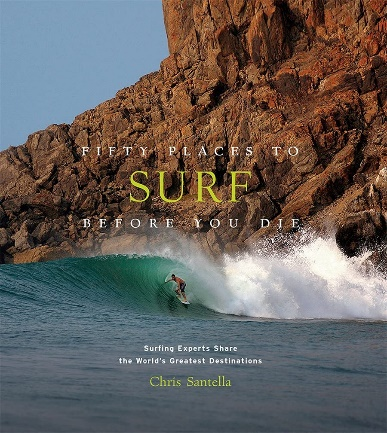 FIFTY PLACES TO
SURF
BEFORE YOU DIE
Surfing Experts Share
the World's Greatest Destinations
Chris Santella